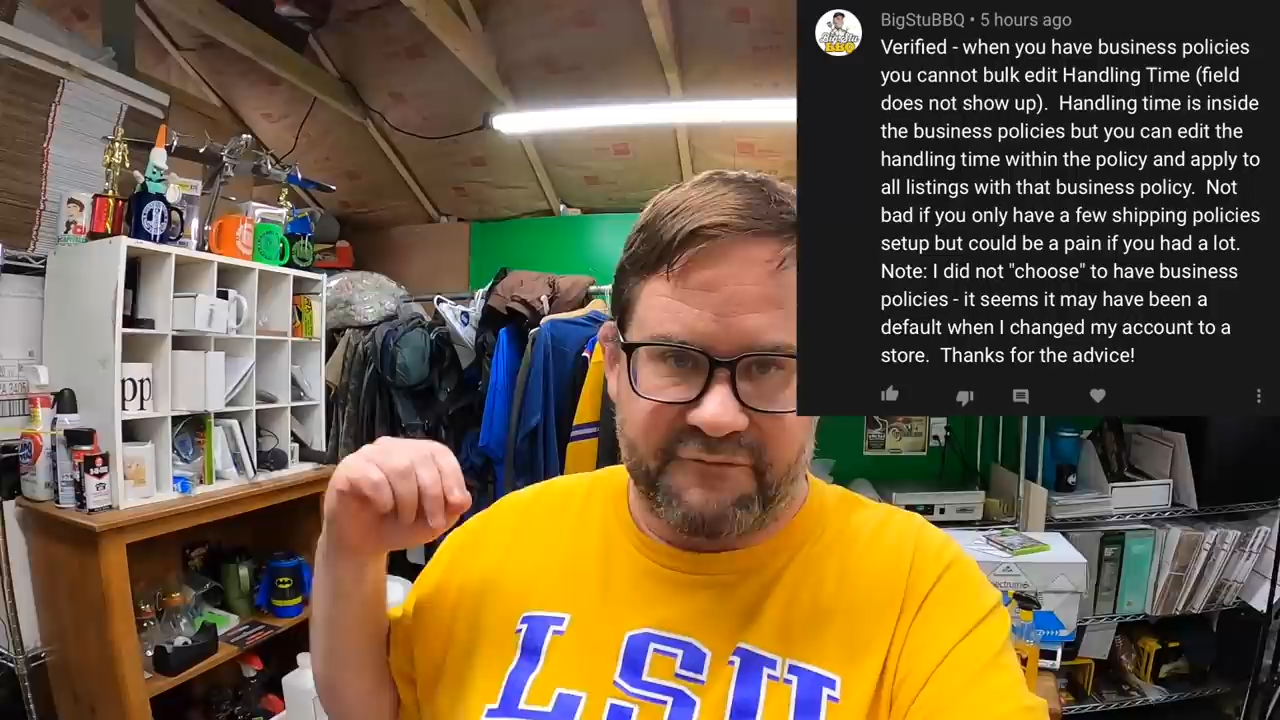 BigStuBBQ • 5 hours ago
Verified - when you have business policies
you cannot bulk edit Handling Time (field
does not show up).  Handling time is inside
the business policies but you can edit the
handling time within the policy and apply to
all listings with that business policy.  Not
bad if you only have a few shipping policies
setup but could be a pain if you had a lot.
Note: I did not "choose" to have business
policies - it seems it may have been a
default when I changed my account to a
store.  Thanks for the advice!
pp
LSU